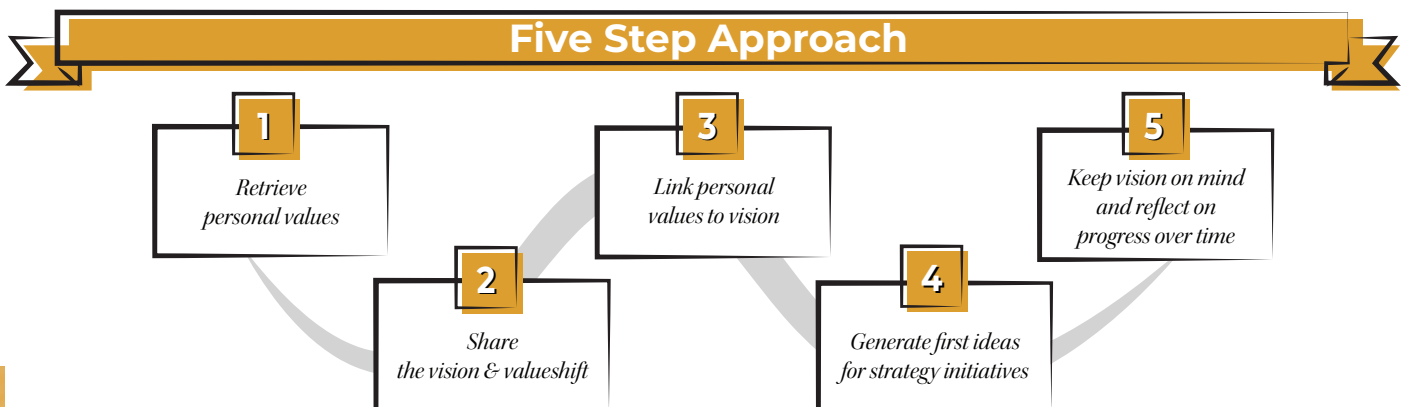 Five Step Approach
1
Retrieve
personal values
2
Share
the vision & valueshift
3
Link personal
values to vision
4
Generate first ideas
for strategy initiatives
5
Keep vision on mind
and reflect on
progress over time